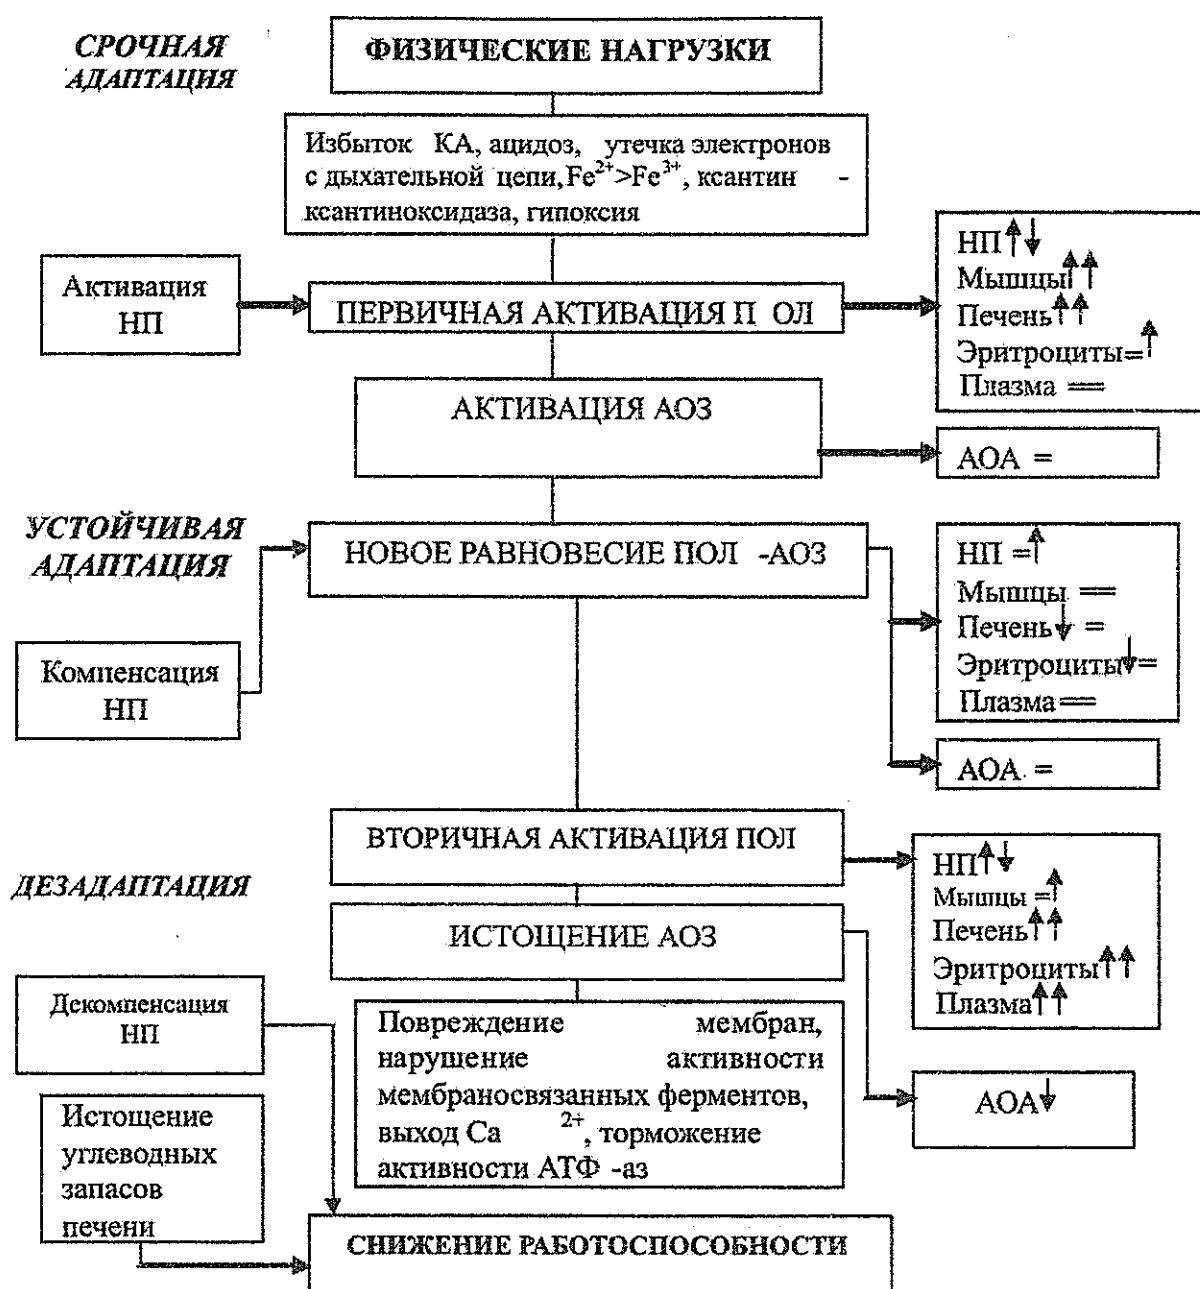 СРОЧНАЯ
АДАПТАЦИЯ
ФИЗИЧЕСКИЕ НАГРУЗКИ
Избыток КА, ацидоз, утечка электронов
с дыхательной цепи, Fe²⁺>Fe³⁺, ксантин -
ксантиноксидаза, гипоксия
Активация
НП
ПЕРВИЧНАЯ АКТИВАЦИЯ П ОЛ
НП↑↓
Мышцы↑↑
Печень↑↑
Эритроциты=↑
Плазма ==
АКТИВАЦИЯ АОЗ
АОА =
УСТОЙЧИВАЯ
АДАПТАЦИЯ
НОВОЕ РАВНОВЕСИЕ ПОЛ -АОЗ
НП =↑
Мышцы ==
Печень↓ =
Эритроциты↓=
Плазма==
Компенсация
НП
АОА =
ВТОРИЧНАЯ АКТИВАЦИЯ ПОЛ
НП↑↓
Мышцы =↑
Печень↑↑
Эритроциты↑↑
Плазма↑↑
ДЕЗАДАПТАЦИЯ
ИСТОЩЕНИЕ АОЗ
Декомпенсация
НП
Повреждение мембран,
нарушение активности
мембраносвязанных ферментов,
выход Ca ²⁺, торможение
активности АТФ -аз
АОА↓
Истощение
углеводных
запасов
печени
СНИЖЕНИЕ РАБОТОСПОСОБНОСТИ